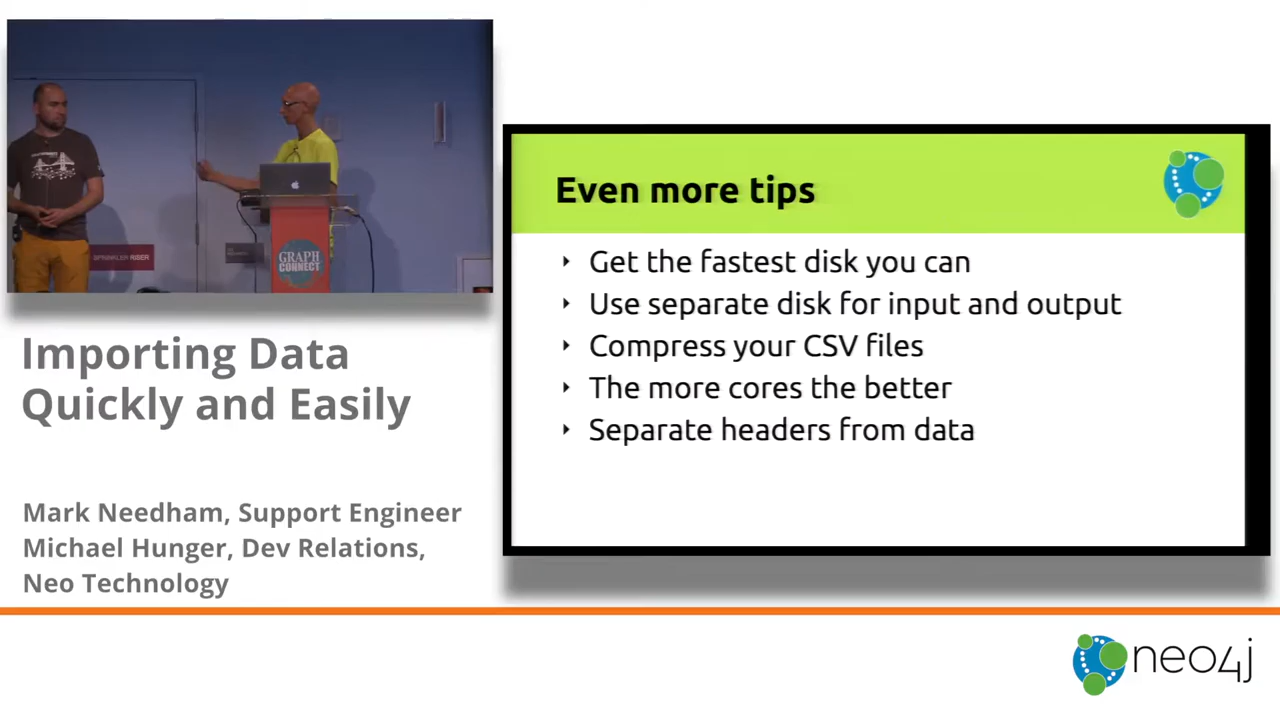 SPRINKLER RISER
GRAPH
CONNECT
Importing Data
Quickly and Easily
Mark Needham, Support Engineer
Michael Hunger, Dev Relations,
Neo Technology
Even more tips
Get the fastest disk you can
Use separate disk for input and output
Compress your CSV files
The more cores the better
Separate headers from data
neo4j